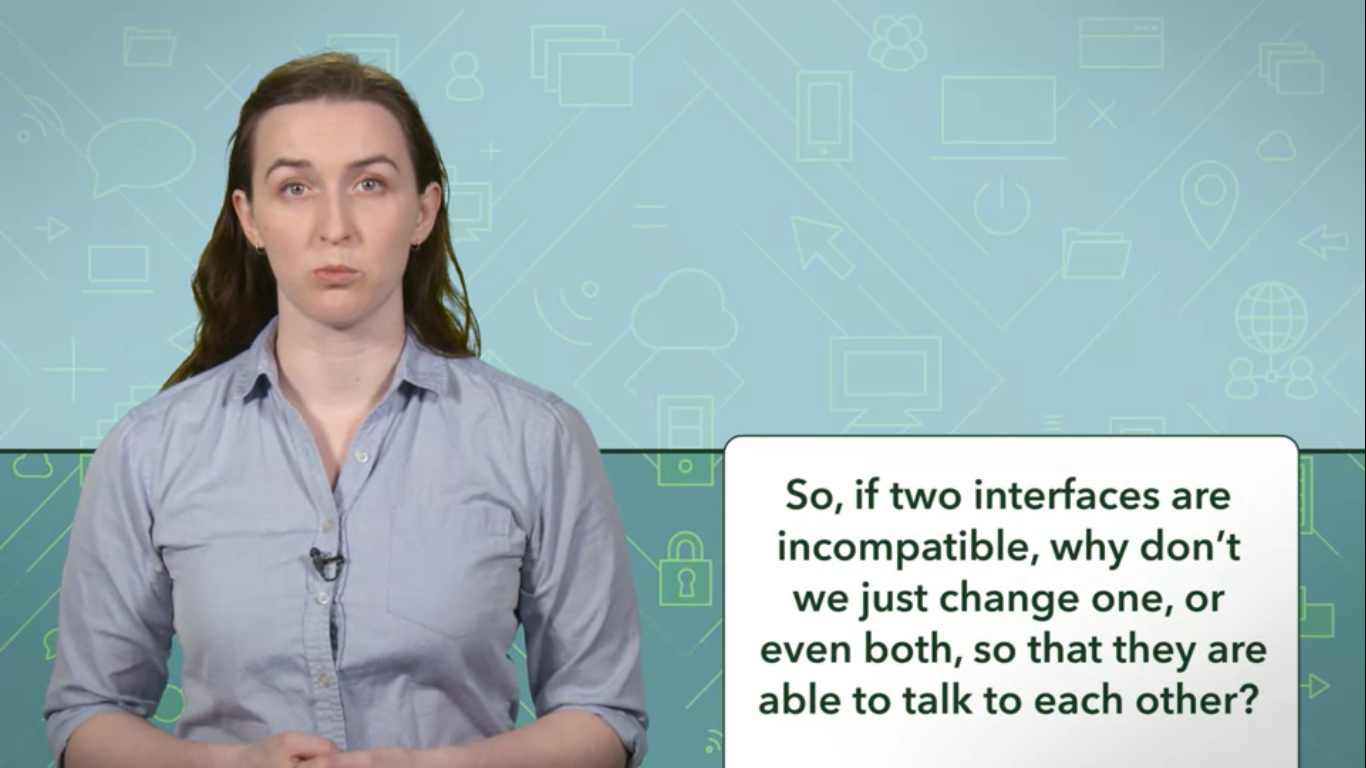 So, if two interfaces are
incompatible, why don’t
we just change one, or
even both, so that they are
able to talk to each other?